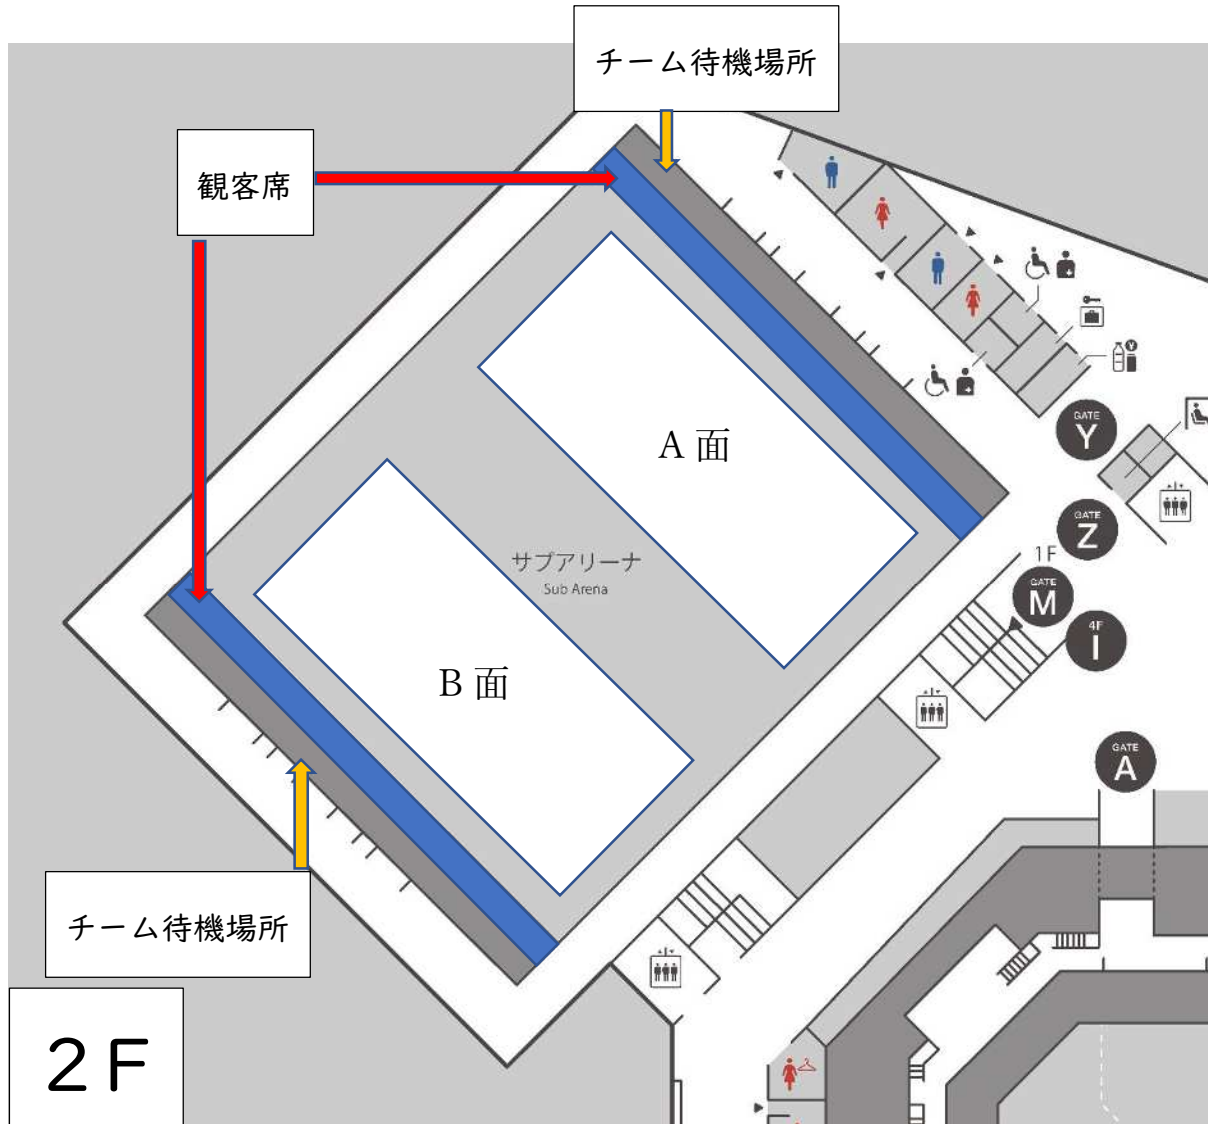 チーム待機場所
観客席
GATE
Y
A 面
GATE
Z
サブアリーナ
Sub Arena
1F
GATE
M
4F
I
B 面
GATE
A
チーム待機場所
２F